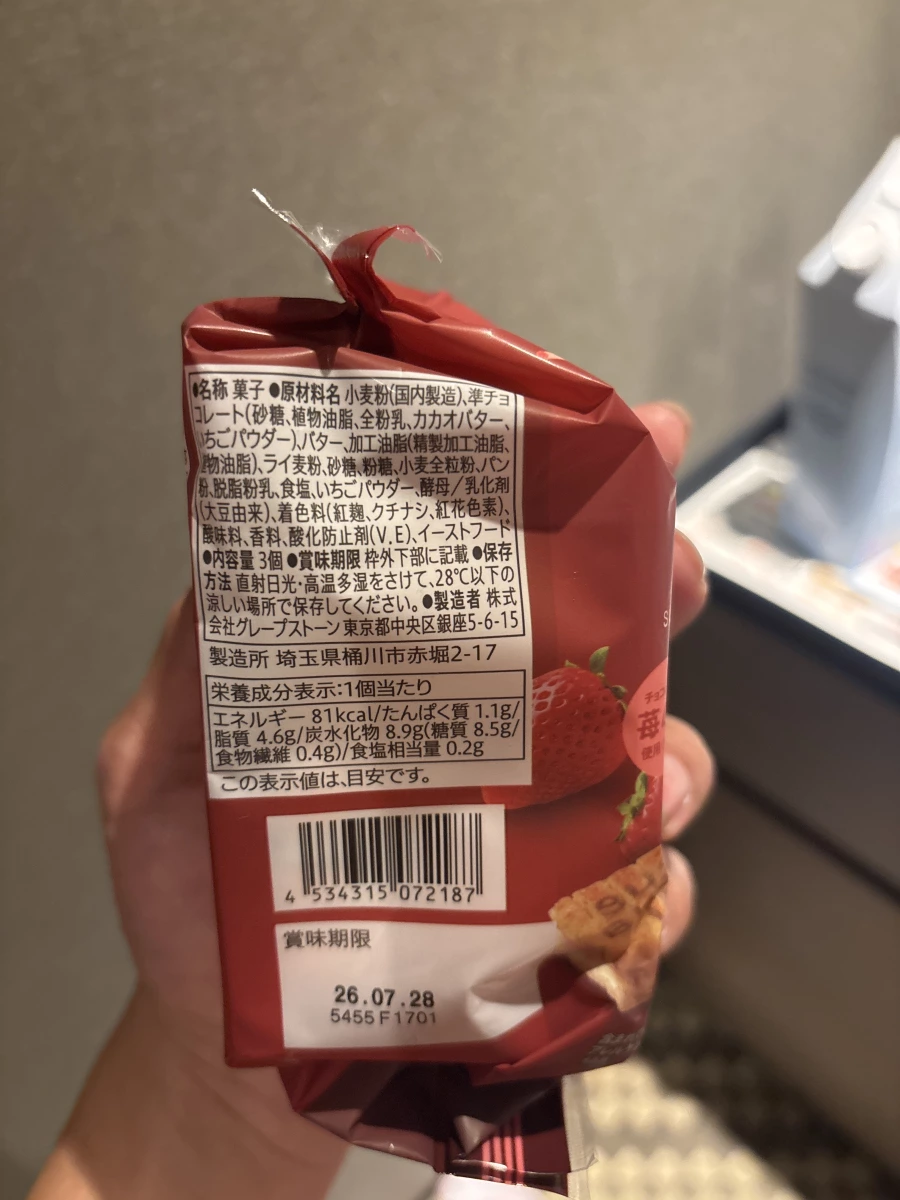 ●名称 菓子 ●原材料名 小麦粉(国内製造)、準チョ
コレート(砂糖、植物油脂、全粉乳、カカオバター、
いちごパウダー)、バター、加工油脂(精製加工油脂、
物油脂)、ライ麦粉、砂糖、粉糖、小麦全粒粉、パン
粉、脱脂粉乳、食塩、いちごパウダー、酵母/乳化剤
(大豆由来)、着色料(紅麹、クチナシ、紅花色素)、
酸味料、香料、酸化防止剤(V.E)、イーストフード
●内容量 3個 ●賞味期限 枠外下部に記載 ●保存
方法 直射日光・高温多湿をさけて、28℃以下の
涼しい場所で保存してください。●製造者 株式
会社グレープストーン 東京都中央区銀座5-6-15
製造所 埼玉県桶川市赤堀2-17
栄養成分表示:1個当たり
エネルギー 81kcal/たんぱく質 1.1g/
脂質 4.6g/炭水化物 8.9g(糖質 8.5g/
食物繊維 0.4g)/食塩相当量 0.2g
この表示値は、目安です。
チョコ
苺
使用
4 534315 072187
賞味期限
26.07.28
5455 F1701